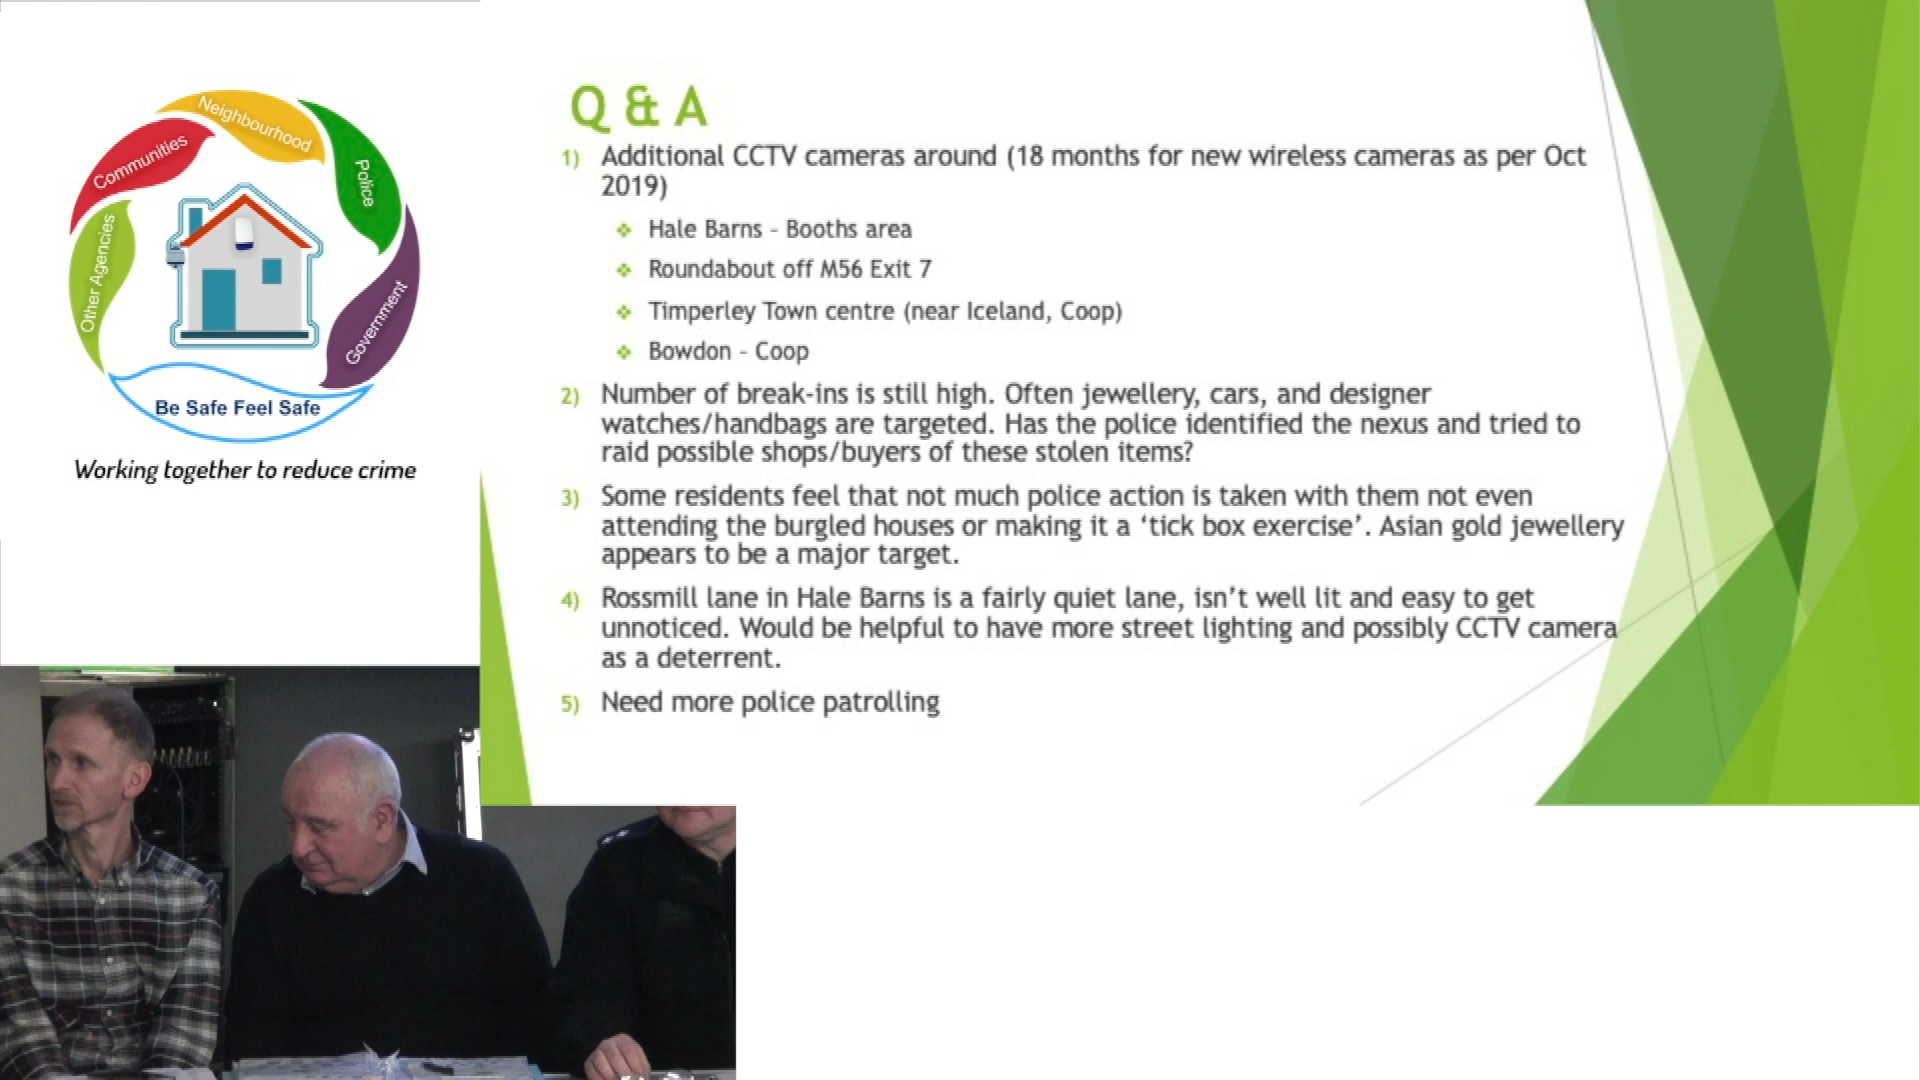 Neighbourhood
Communities
Police
Other Agencies
Government
Be Safe Feel Safe
Working together to reduce crime
Q & A
1) Additional CCTV cameras around (18 months for new wireless cameras as per Oct
2019)
❖ Hale Barns - Booths area
❖ Roundabout off M56 Exit 7
❖ Timperley Town centre (near Iceland, Coop)
❖ Bowdon - Coop
2) Number of break-ins is still high. Often jewellery, cars, and designer
watches/handbags are targeted. Has the police identified the nexus and tried to
raid possible shops/buyers of these stolen items?
3) Some residents feel that not much police action is taken with them not even
attending the burgled houses or making it a ‘tick box exercise’. Asian gold jewellery
appears to be a major target.
4) Rossmill lane in Hale Barns is a fairly quiet lane, isn’t well lit and easy to get
unnoticed. Would be helpful to have more street lighting and possibly CCTV camera
as a deterrent.
5) Need more police patrolling